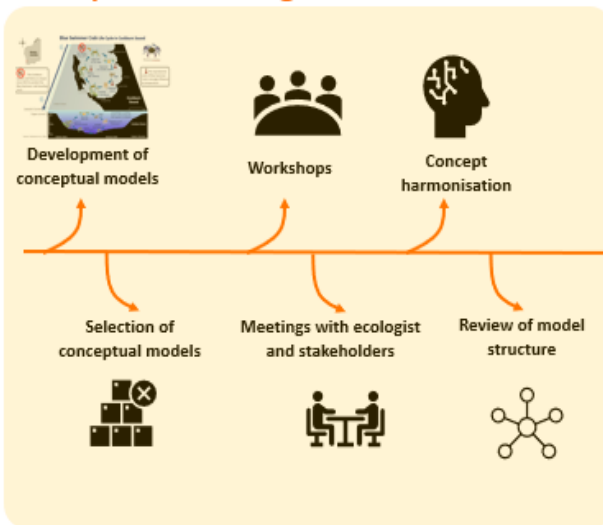 Development of
conceptual models
Workshops
Concept
harmonisation
Selection of
conceptual models
Meetings with ecologist
and stakeholders
Review of model
structure